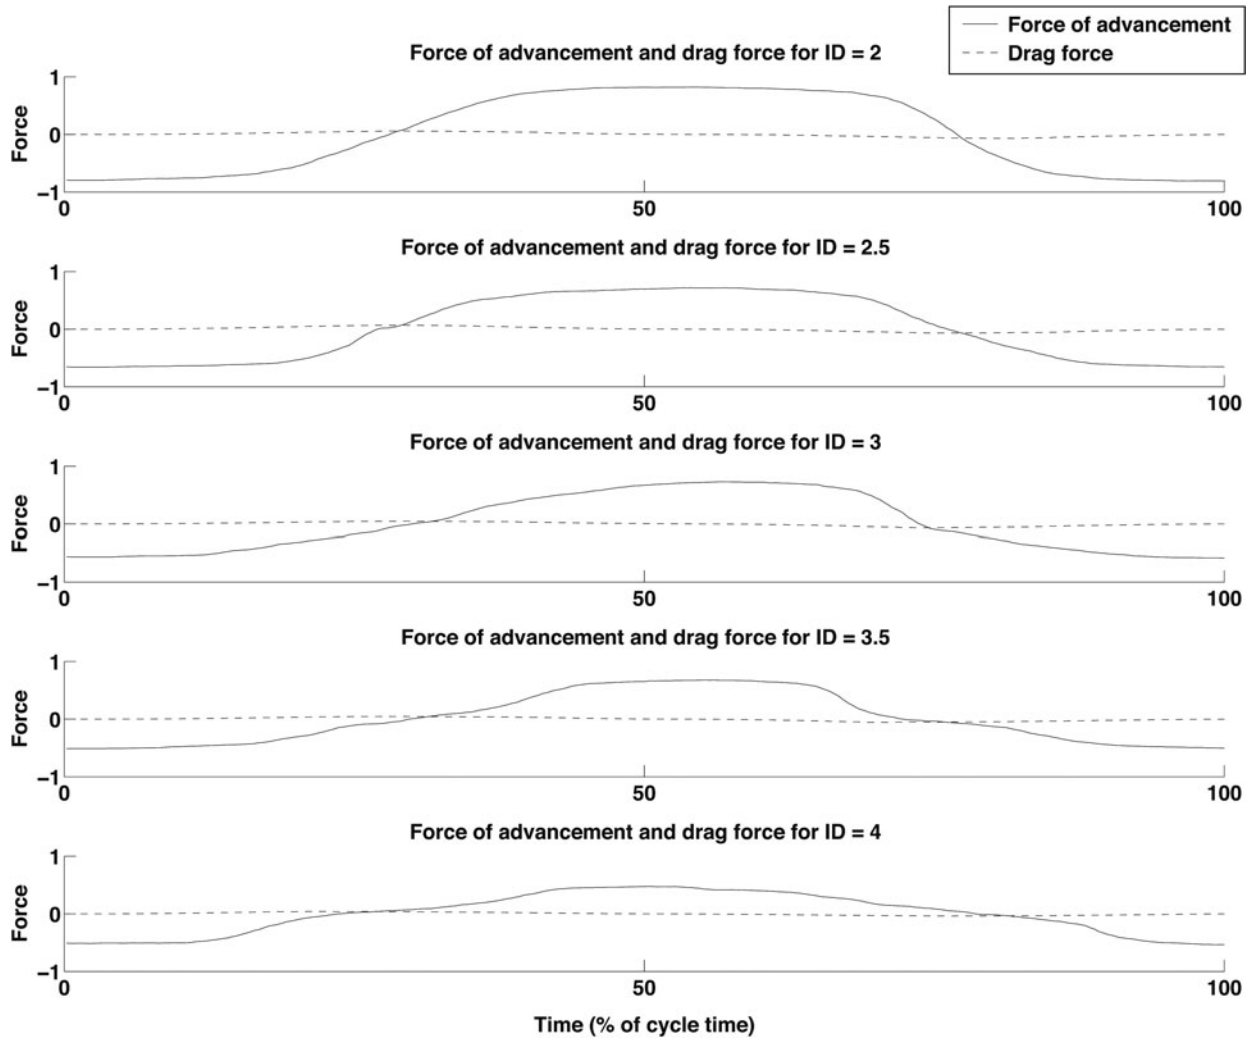 Force of advancement
Drag force
Force of advancement and drag force for ID = 2
Force
1
0
−1
0
50
100
Force of advancement and drag force for ID = 2.5
Force
1
0
−1
0
50
100
Force of advancement and drag force for ID = 3
Force
1
0
−1
0
50
100
Force of advancement and drag force for ID = 3.5
Force
1
0
−1
0
50
100
Force of advancement and drag force for ID = 4
Force
1
0
−1
0
50
100
Time (% of cycle time)